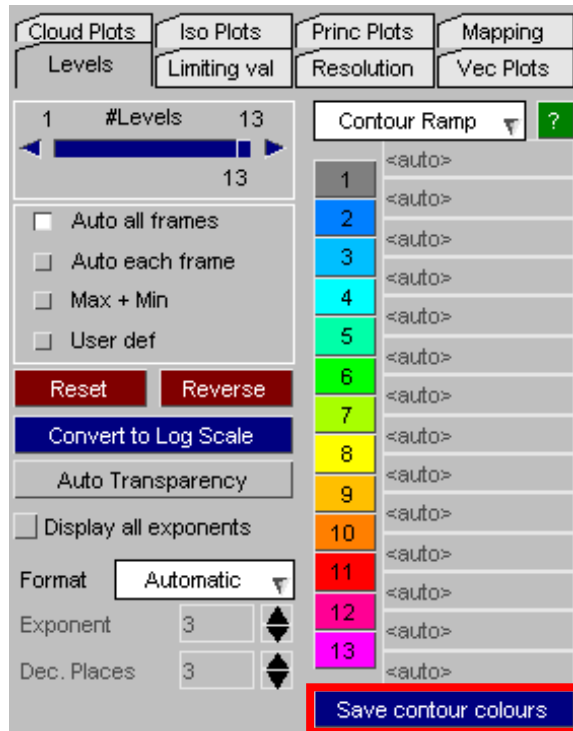 Cloud Plots Iso Plots Princ Plots Mapping
Levels Limiting val Resolution Vec Plots
1 #Levels 13
13
Auto all frames
Auto each frame
Max + Min
User def
Reset Reverse
Convert to Log Scale
Auto Transparency
Display all exponents
Format Automatic
Exponent 3
Dec. Places 3
Contour Ramp ?
<auto>
1
<auto>
2
<auto>
3
<auto>
4
<auto>
5
<auto>
6
<auto>
7
<auto>
8
<auto>
9
<auto>
10
<auto>
11
<auto>
12
<auto>
13
<auto>
Save contour colours